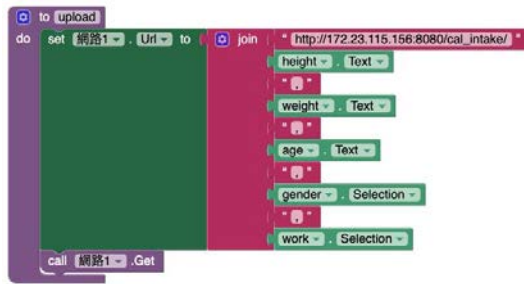 to upload
do set 網路1 . Url to join " http://172.23.115.156:8080/cal_intake/ "
height . Text
" , "
weight . Text
" , "
age . Text
" , "
gender . Selection
" , "
work . Selection
call 網路1 .Get